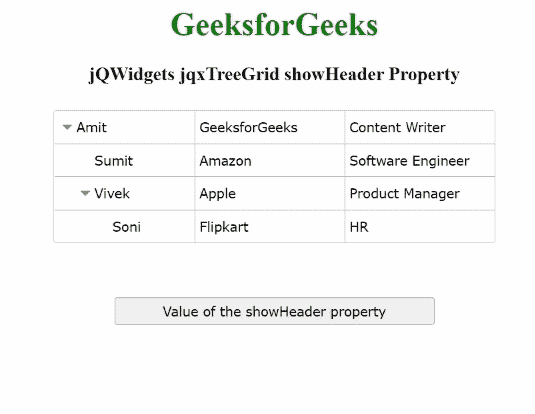 GeeksforGeeks
jQWidgets jqxTreeGrid showHeader Property
Amit GeeksforGeeks Content Writer
Sumit Amazon Software Engineer
Vivek Apple Product Manager
Soni Flipkart HR
Value of the showHeader property